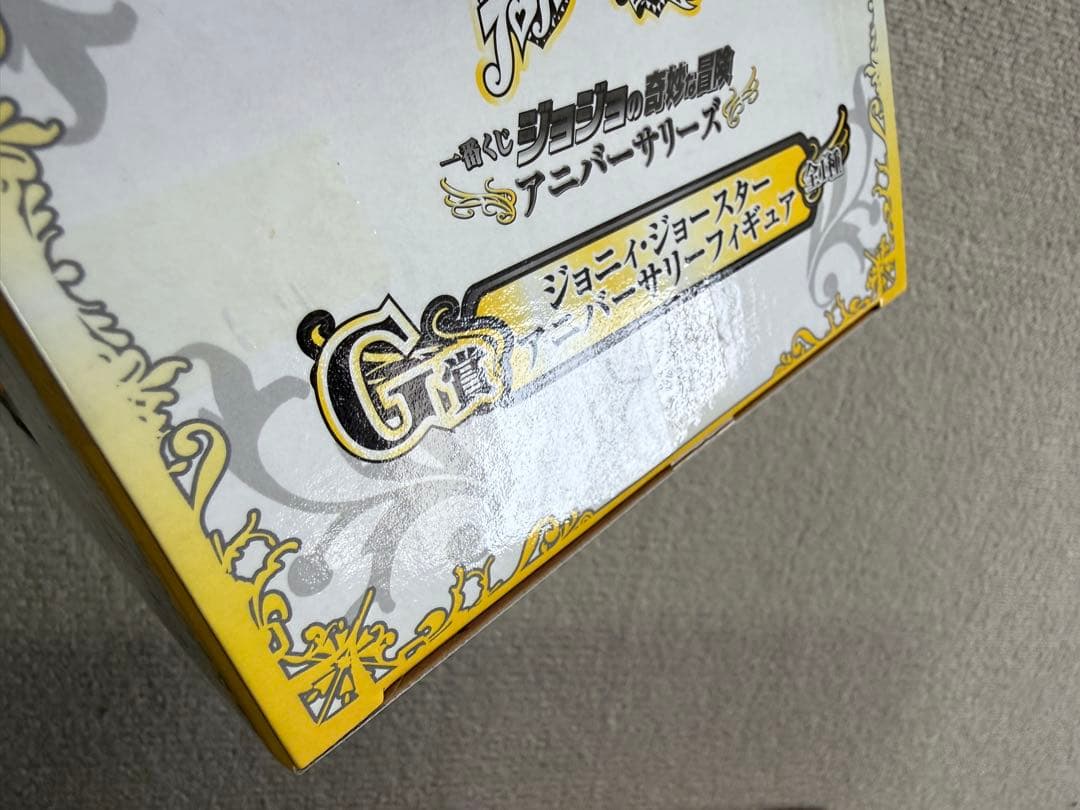 一番くじ ジョジョの奇妙な冒険
アニバーサリーズ
ジョニィ・ジョースター
アニバーサリーフィギュア
全1種
G賞